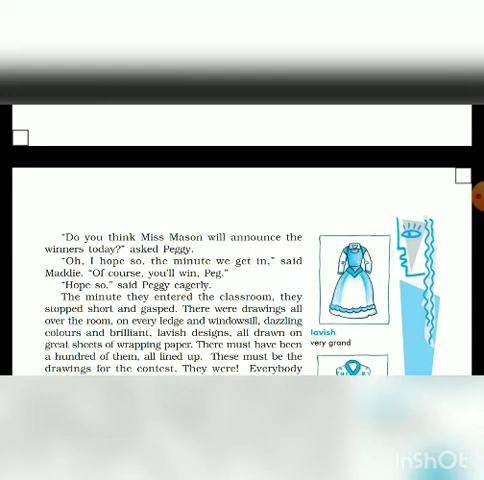 “Do you think Miss Mason will announce the
winners today?” asked Peggy.
“Oh, I hope so, the minute we get in,” said
Maddie. “Of course, you'll win, Peg.”
“Hope so,” said Peggy eagerly.
The minute they entered the classroom, they
stopped short and gasped. There were drawings all
over the room, on every ledge and windowsill, dazzling
colours and brilliant, lavish designs, all drawn on
great sheets of wrapping paper. There must have been
a hundred of them, all lined up. These must be the
drawings for the contest. They were! Everybody
lavish
very grand
InShOt